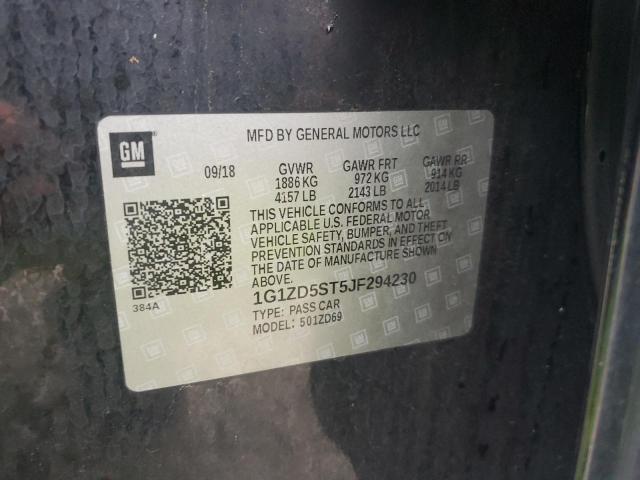 GM
MFD BY GENERAL MOTORS LLC
09/18 GVWR GAWR FRT GAWR RR
1886 KG 972 KG 914 KG
4157 LB 2143 LB 2014 LB
THIS VEHICLE CONFORMS TO ALL
APPLICABLE U.S. FEDERAL MOTOR
VEHICLE SAFETY, BUMPER, AND THEFT
PREVENTION STANDARDS IN EFFECT ON
THE DATE OF MANUFACTURE SHOWN
ABOVE.
384A
1G1ZD5ST5JF294230
TYPE: PASS CAR
MODEL: 501ZD69